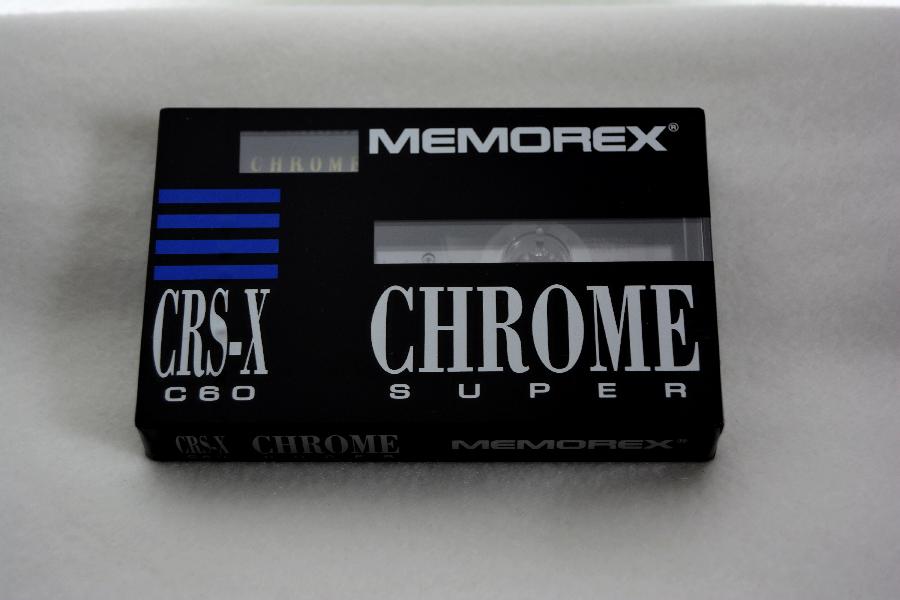 MEMOREX®
CHROME
CRS-X
C60
CHROME
SUPER
CRS-X CHROME MEMOREX®